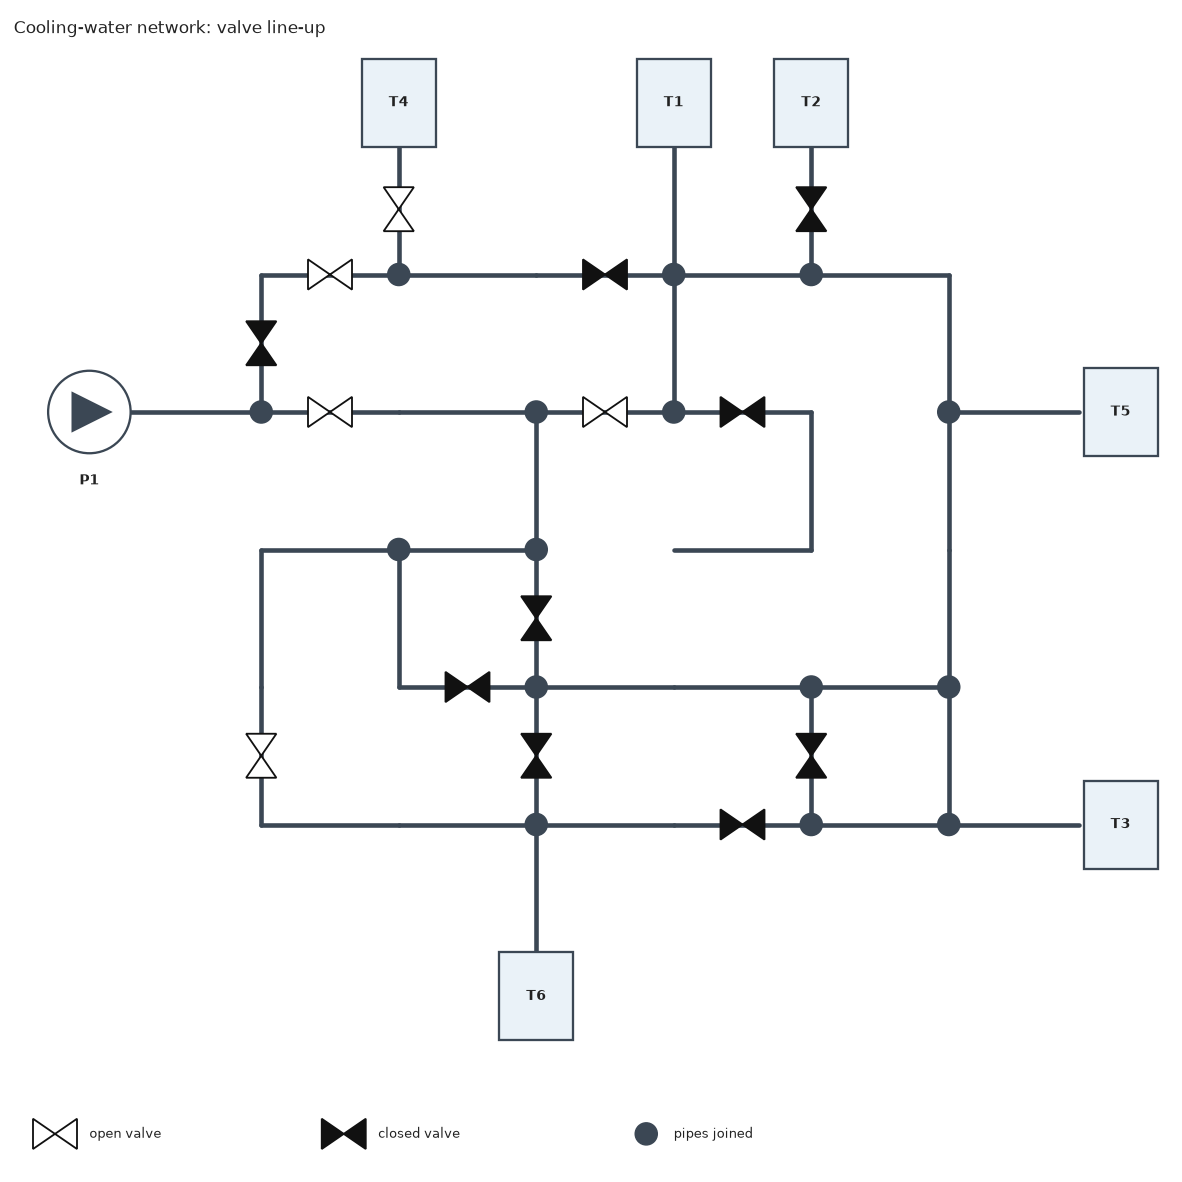 Cooling-water network: valve line-up
T4
T1
T2
T5
P1
T3
T6
open valve
closed valve
pipes joined